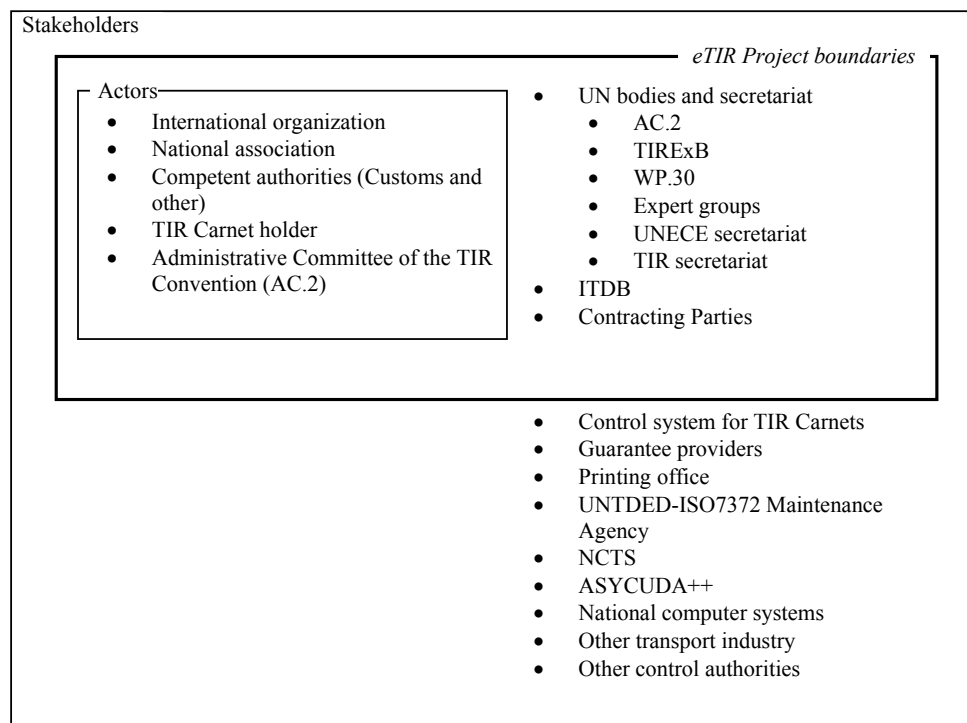 Stakeholders
eTIR Project boundaries
Actors
• International organization
• National association
• Competent authorities (Customs and
other)
• TIR Carnet holder
• Administrative Committee of the TIR
Convention (AC.2)
• UN bodies and secretariat
• AC.2
• TIRExB
• WP.30
• Expert groups
• UNECE secretariat
• TIR secretariat
• ITDB
• Contracting Parties
• Control system for TIR Carnets
• Guarantee providers
• Printing office
• UNTDED-ISO7372 Maintenance
Agency
• NCTS
• ASYCUDA++
• National computer systems
• Other transport industry
• Other control authorities